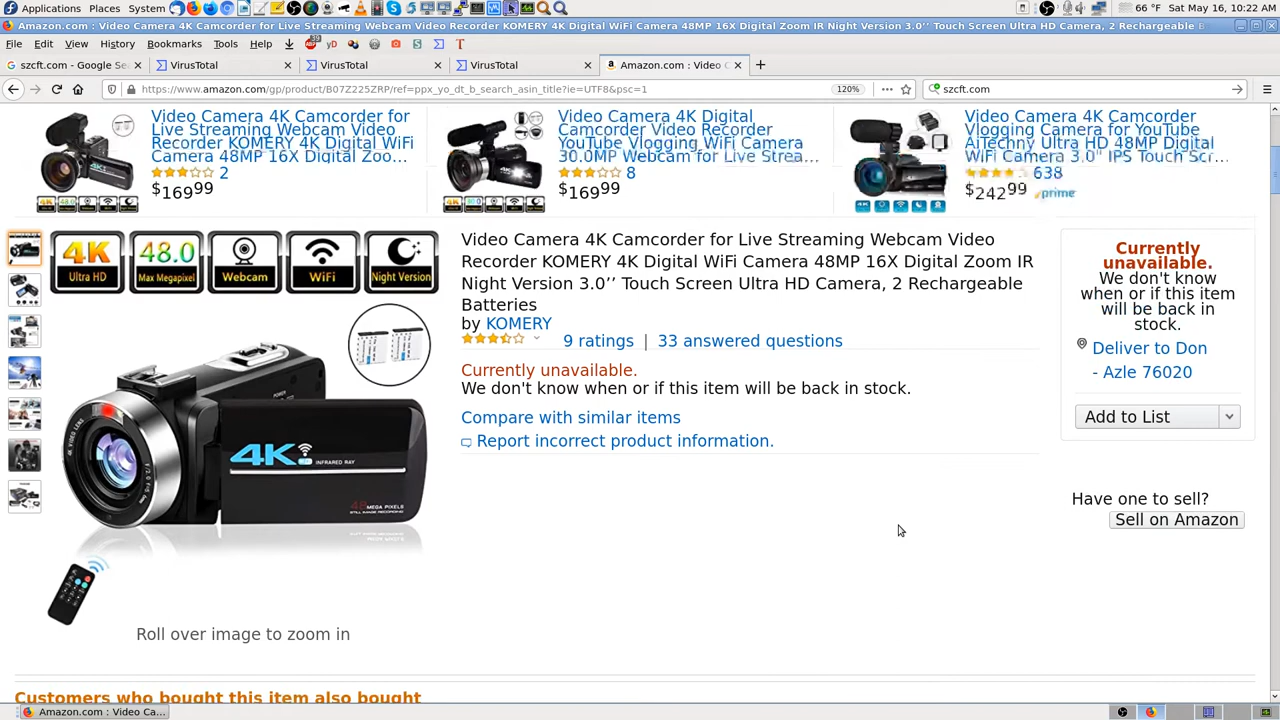 Applications Places System 66 °F Sat May 16, 10:22 AM
Amazon.com : Video Camera 4K Camcorder for Live Streaming Webcam Video Recorder KOMERY 4K Digital WiFi Camera 48MP 16X Digital Zoom IR Night Version 3.0’’ Touch Screen Ultra HD Camera, 2 Rechargeable B
File Edit View History Bookmarks Tools Help
szcft.com - Google Se VirusTotal VirusTotal VirusTotal Amazon.com : Video C
https://www.amazon.com/gp/product/B07Z225ZRP/ref=ppx_yo_dt_b_search_asin_title?ie=UTF8&psc=1 120% szcft.com
Video Camera 4K Camcorder for
Live Streaming Webcam Video
Recorder KOMERY 4K Digital WiFi
Camera 48MP 16X Digital Zoo...
2
$169.99
Video Camera 4K Digital
Camcorder Video Recorder
YouTube Vlogging WiFi Camera
30.0MP Webcam for Live Strea...
8
$169.99
Video Camera 4K Camcorder
Vlogging Camera for YouTube
AiTechny Ultra HD 48MP Digital
WiFi Camera 3.0" IPS Touch Scr...
638
$242.99 prime
4K
Ultra HD
48.0
Max Megapixel
Webcam
WiFi
Night Version
4K
INFRARED RAY
48 MEGA PIXELS
STILL IMAGE RECORDING
4K VIDEO LENS
POWER
Roll over image to zoom in
Video Camera 4K Camcorder for Live Streaming Webcam Video
Recorder KOMERY 4K Digital WiFi Camera 48MP 16X Digital Zoom IR
Night Version 3.0’’ Touch Screen Ultra HD Camera, 2 Rechargeable
Batteries
by KOMERY
9 ratings | 33 answered questions
Currently unavailable.
We don't know when or if this item will be back in stock.
Compare with similar items
Report incorrect product information.
Currently
unavailable.
We don't know
when or if this item
will be back in
stock.
Deliver to Don
- Azle 76020
Add to List
Have one to sell?
Sell on Amazon
Customers who bought this item also bought
Amazon.com : Video Ca...